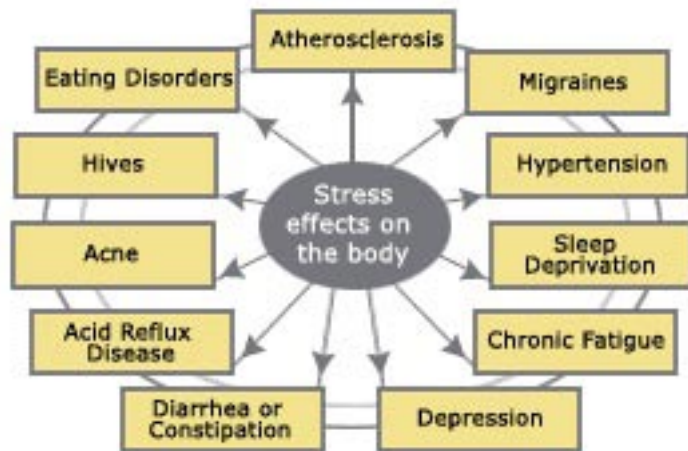 Atherosclerosis
Eating Disorders
Migraines
Hives
Stress
effects on
the body
Hypertension
Acne
Sleep
Deprivation
Acid Reflux
Disease
Chronic Fatigue
Diarrhea or
Constipation
Depression